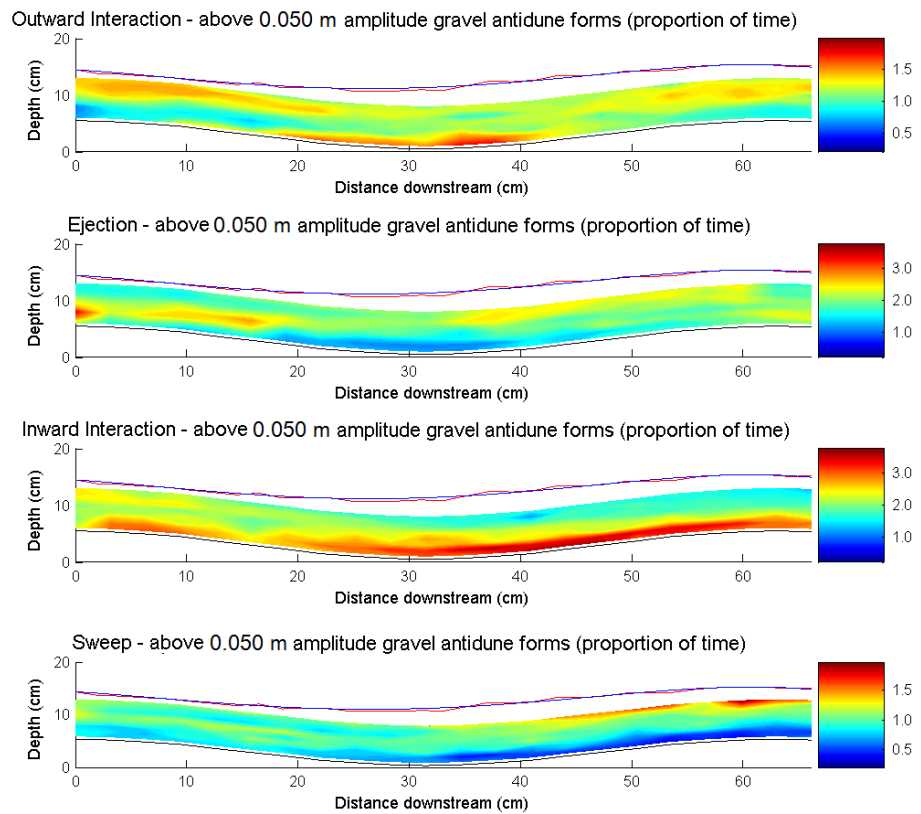 Outward Interaction - above 0.050 m amplitude gravel antidune forms (proportion of time)
20
10
0
Depth (cm)
0 10 20 30 40 50 60
Distance downstream (cm)
1.5
1.0
0.5
Ejection - above 0.050 m amplitude gravel antidune forms (proportion of time)
20
10
0
Depth (cm)
0 10 20 30 40 50 60
Distance downstream (cm)
3.0
2.0
1.0
Inward Interaction - above 0.050 m amplitude gravel antidune forms (proportion of time)
20
10
0
Depth (cm)
0 10 20 30 40 50 60
Distance downstream (cm)
3.0
2.0
1.0
Sweep - above 0.050 m amplitude gravel antidune forms (proportion of time)
20
10
0
Depth (cm)
0 10 20 30 40 50 60
Distance downstream (cm)
1.5
1.0
0.5